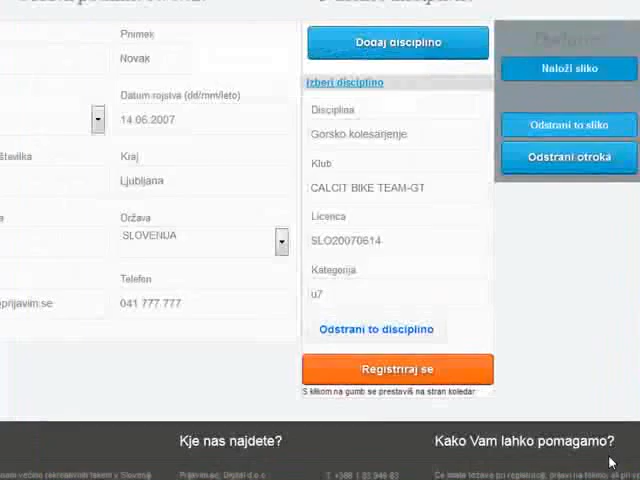 Priimek
Novak
Datum rojstva (dd/mm/leto)
14.06.2007
številka
Kraj
Ljubljana
Država
SLOVENIJA
Telefon
prijavim.se
041 777 777
Dodaj disciplino
izberi disciplino
Disciplina
Gorsko kolesarjenje
Klub
CALCIT BIKE TEAM-GT
Licenca
SLO20070614
Kategorija
u7
Odstrani to disciplino
Registriraj se
S klikom na gumb se prestaviš na stran koledar
Naloži sliko
Odstrani to sliko
Odstrani otroka
Kje nas najdete?
Kako Vam lahko pomagamo?